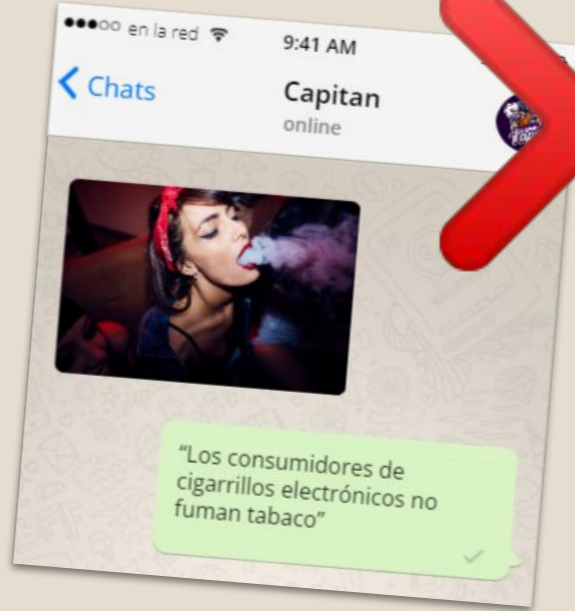 en la red 9:41 AM
Chats Capitan
online
“Los consumidores de
cigarrillos electrónicos no
fuman tabaco”